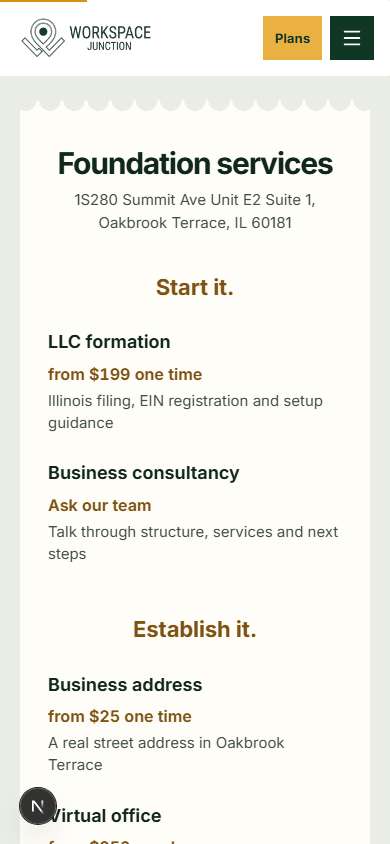 WORKSPACE
JUNCTION
Plans
Foundation services
1S280 Summit Ave Unit E2 Suite 1,
Oakbrook Terrace, IL 60181
Start it.
LLC formation
from $199 one time
Illinois filing, EIN registration and setup
guidance
Business consultancy
Ask our team
Talk through structure, services and next
steps
Establish it.
Business address
from $25 one time
A real street address in Oakbrook
Terrace
N
Virtual office